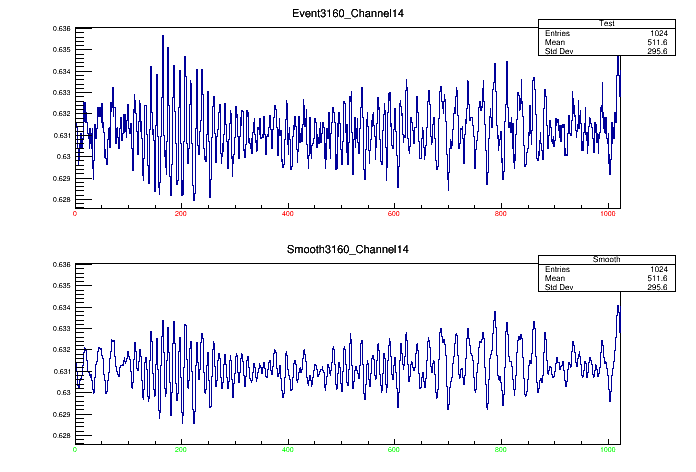 Event3160_Channel14
Test
Entries 1024
Mean 511.6
Std Dev 295.6
0.636
0.635
0.634
0.633
0.632
0.631
0.63
0.629
0.628
0 200 400 600 800 1000
Smooth3160_Channel14
Smooth
Entries 1024
Mean 511.6
Std Dev 295.6
0.636
0.635
0.634
0.633
0.632
0.631
0.63
0.629
0.628
0 200 400 600 800 1000